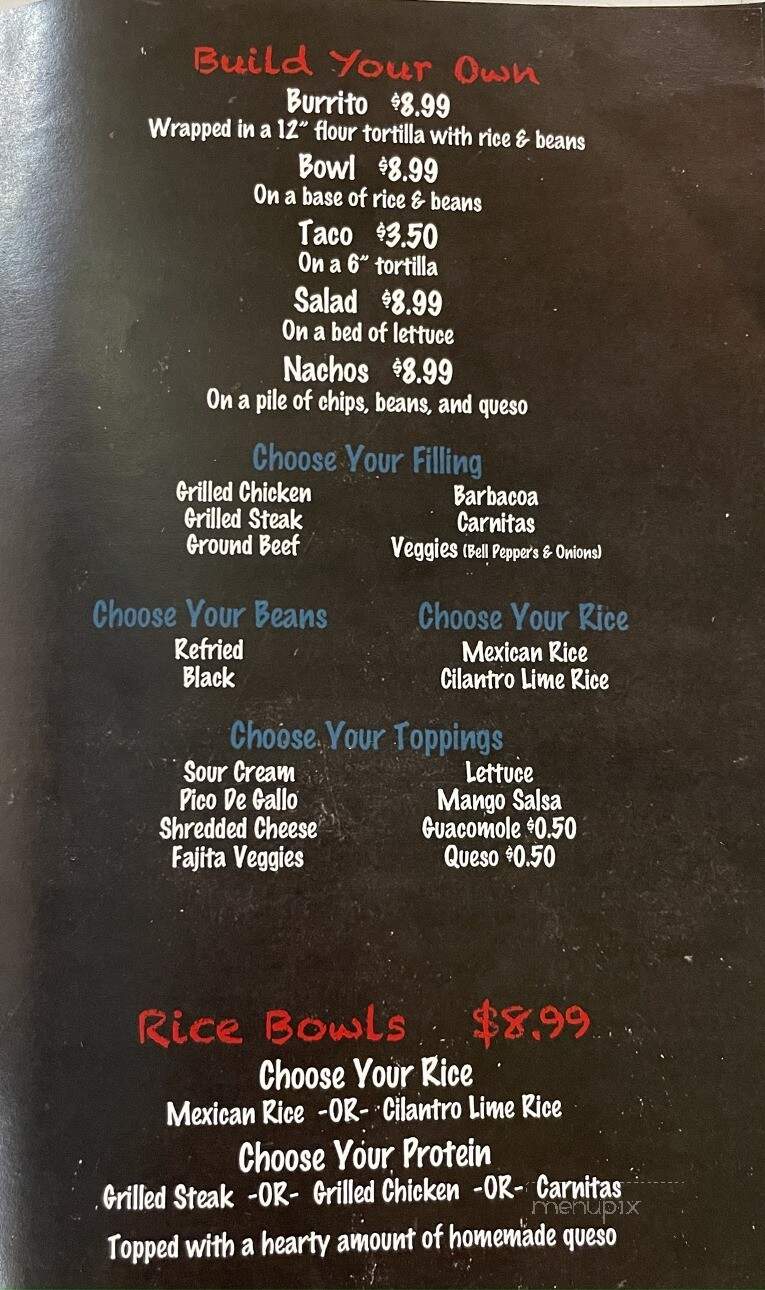 Build Your Own
Burrito $8.99
Wrapped in a 12" flour tortilla with rice & beans
Bowl $8.99
On a base of rice & beans
Taco $3.50
On a 6" tortilla
Salad $8.99
On a bed of lettuce
Nachos $8.99
On a pile of chips, beans, and queso
Choose Your Filling
Grilled Chicken
Grilled Steak
Ground Beef
Barbacoa
Carnitas
Veggies (Bell Pepper's & Onions)
Choose Your Beans
Refried
Black
Choose Your Rice
Mexican Rice
Cilantro Lime Rice
Choose Your Toppings
Sour Cream
Pico De Gallo
Shredded Cheese
Fajita Veggies
Lettuce
Mango Salsa
Guacomole $0.50
Queso $0.50
Rice Bowls $8.99
Choose Your Rice
Mexican Rice -OR- Cilantro Lime Rice
Choose Your Protein
Grilled Steak -OR- Grilled Chicken -OR- Carnitas
menupix
Topped with a hearty amount of homemade queso